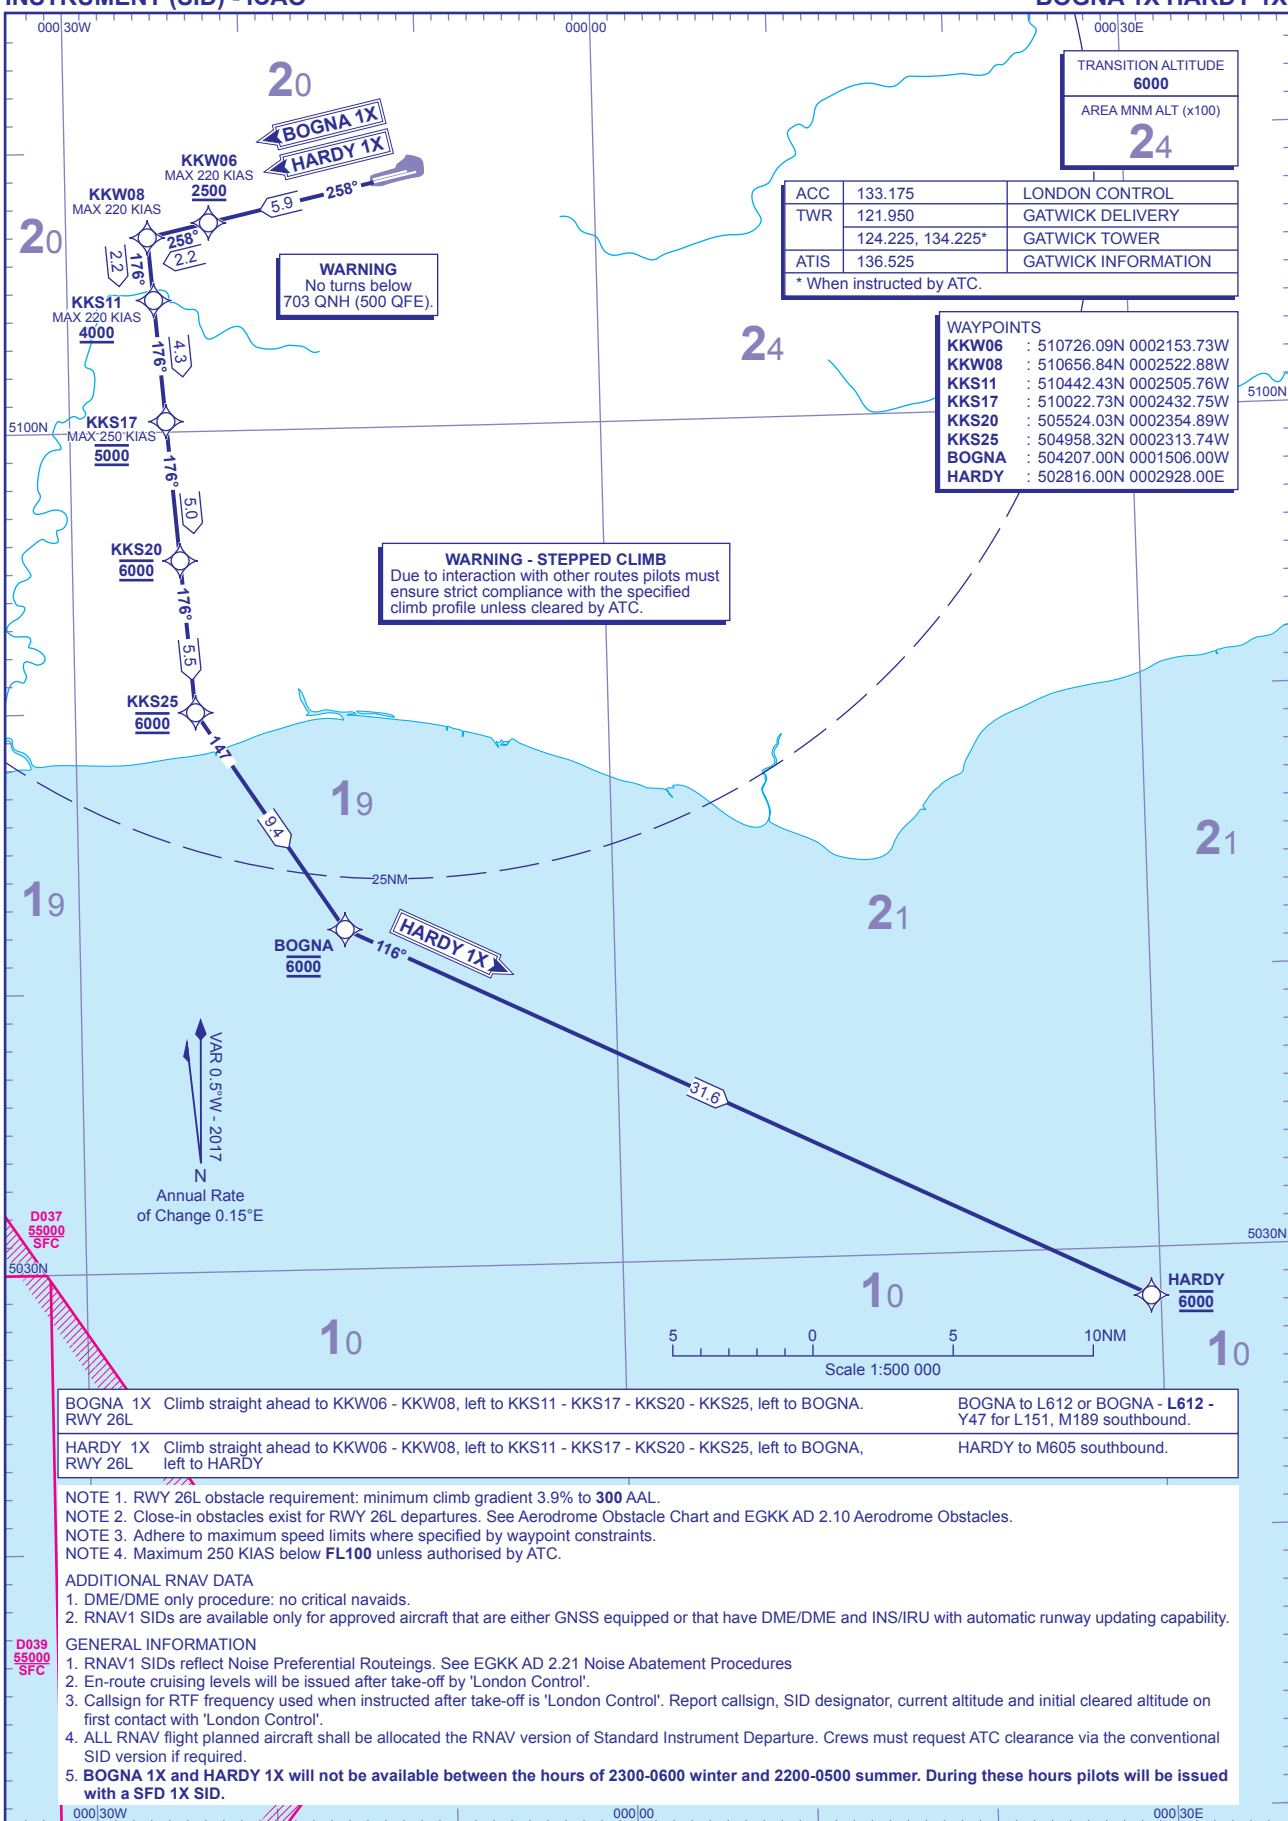 INSTRUMENT (SID) - ICAO
BOGNA 1X HARDY 1X
000 30W
000 00
000 30E
TRANSITION ALTITUDE
6000
AREA MNM ALT (x100)
24
20
BOGNA 1X
HARDY 1X
KKW06
MAX 220 KIAS
2500
258°
5.9
KKW08
MAX 220 KIAS
258°
2.2
20
2.2
176°
ACC 133.175 LONDON CONTROL
TWR 121.950 GATWICK DELIVERY
124.225, 134.225* GATWICK TOWER
ATIS 136.525 GATWICK INFORMATION
* When instructed by ATC.
WARNING
No turns below
703 QNH (500 QFE).
KKS11
MAX 220 KIAS
4000
176°
4.3
24
WAYPOINTS
KKW06 : 510726.09N 0002153.73W
KKW08 : 510656.84N 0002522.88W
KKS11 : 510442.43N 0002505.76W
KKS17 : 510022.73N 0002432.75W
KKS20 : 505524.03N 0002354.89W
KKS25 : 504958.32N 0002313.74W
BOGNA : 504207.00N 0001506.00W
HARDY : 502816.00N 0002928.00E
5100N
5100N
KKS17
MAX 250 KIAS
5000
176°
5.0
KKS20
6000
176°
5.5
WARNING - STEPPED CLIMB
Due to interaction with other routes pilots must
ensure strict compliance with the specified
climb profile unless cleared by ATC.
KKS25
6000
147
9.4
19
21
25NM
19
21
BOGNA
6000
116°
HARDY 1X
31.6
VAR 0.5°W - 2017
N
Annual Rate
of Change 0.15°E
D037
55000
SFC
5030N
5030N
HARDY
6000
10
10
10
5 0 5 10NM
Scale 1:500 000
BOGNA 1X Climb straight ahead to KKW06 - KKW08, left to KKS11 - KKS17 - KKS20 - KKS25, left to BOGNA. BOGNA to L612 or BOGNA - L612 -
RWY 26L Y47 for L151, M189 southbound.
HARDY 1X Climb straight ahead to KKW06 - KKW08, left to KKS11 - KKS17 - KKS20 - KKS25, left to BOGNA, HARDY to M605 southbound.
RWY 26L left to HARDY
NOTE 1. RWY 26L obstacle requirement: minimum climb gradient 3.9% to 300 AAL.
NOTE 2. Close-in obstacles exist for RWY 26L departures. See Aerodrome Obstacle Chart and EGKK AD 2.10 Aerodrome Obstacles.
NOTE 3. Adhere to maximum speed limits where specified by waypoint constraints.
NOTE 4. Maximum 250 KIAS below FL100 unless authorised by ATC.
ADDITIONAL RNAV DATA
1. DME/DME only procedure: no critical navaids.
2. RNAV1 SIDs are available only for approved aircraft that are either GNSS equipped or that have DME/DME and INS/IRU with automatic runway updating capability.
D039
55000
SFC
GENERAL INFORMATION
1. RNAV1 SIDs reflect Noise Preferential Routeings. See EGKK AD 2.21 Noise Abatement Procedures
2. En-route cruising levels will be issued after take-off by 'London Control'.
3. Callsign for RTF frequency used when instructed after take-off is 'London Control'. Report callsign, SID designator, current altitude and initial cleared altitude on
first contact with 'London Control'.
4. ALL RNAV flight planned aircraft shall be allocated the RNAV version of Standard Instrument Departure. Crews must request ATC clearance via the conventional
SID version if required.
5. BOGNA 1X and HARDY 1X will not be available between the hours of 2300-0600 winter and 2200-0500 summer. During these hours pilots will be issued
with a SFD 1X SID.
000 30W
000 00
000 30E